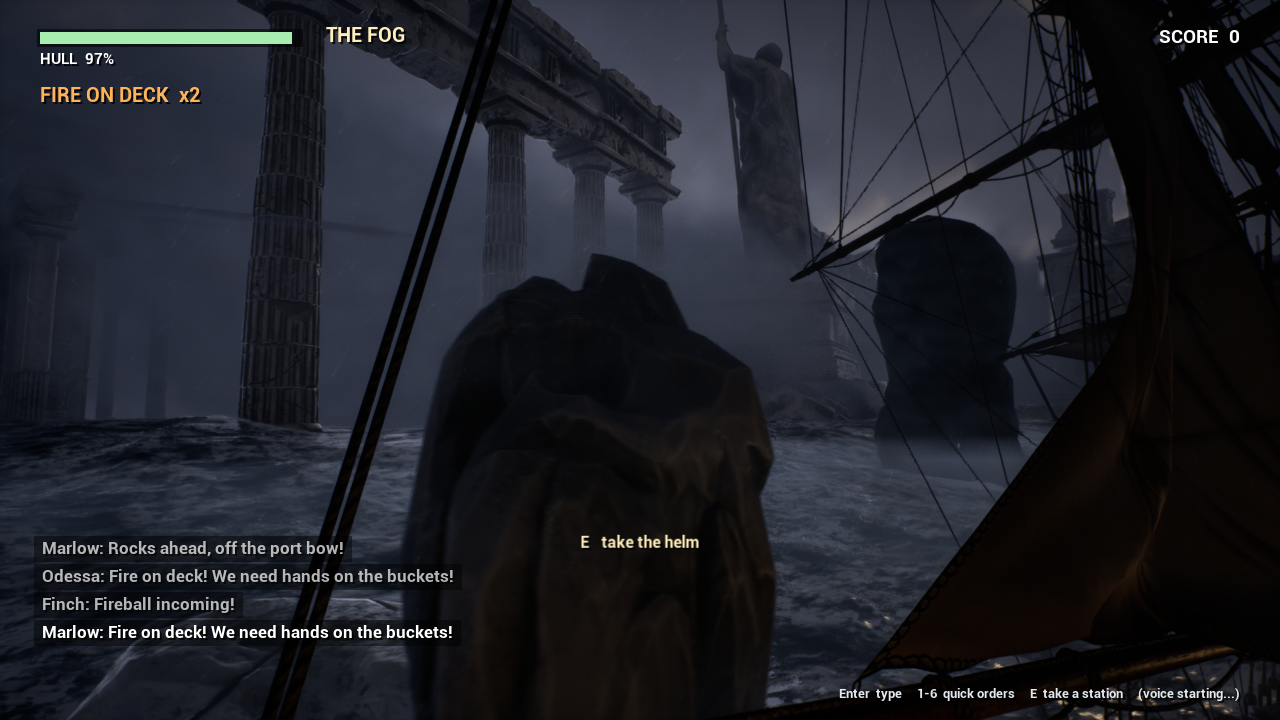 THE FOG
SCORE 0
HULL 97%
FIRE ON DECK x2
E take the helm
Marlow: Rocks ahead, off the port bow!
Odessa: Fire on deck! We need hands on the buckets!
Finch: Fireball incoming!
Marlow: Fire on deck! We need hands on the buckets!
Enter type 1-6 quick orders E take a station (voice starting...)